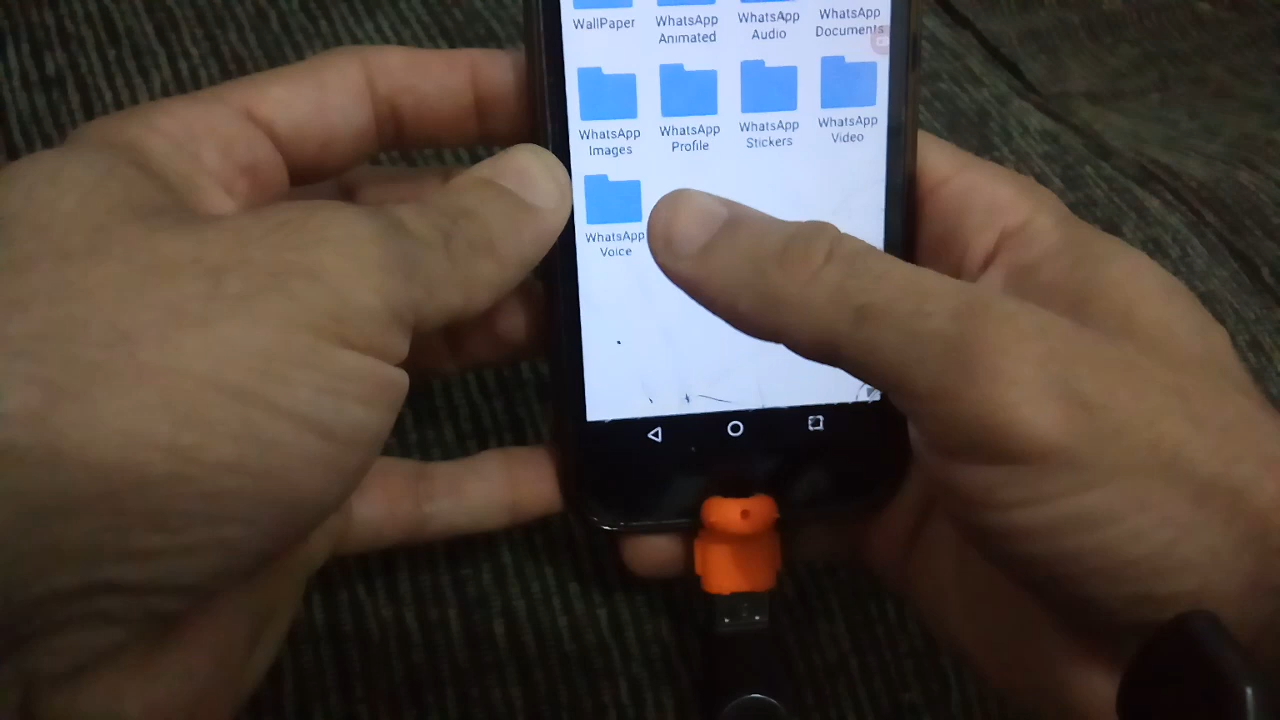 WallPaper
WhatsApp
Animated
WhatsApp
Audio
WhatsApp
Documents
WhatsApp
Images
WhatsApp
Profile
WhatsApp
Stickers
WhatsApp
Video
WhatsApp
Voice